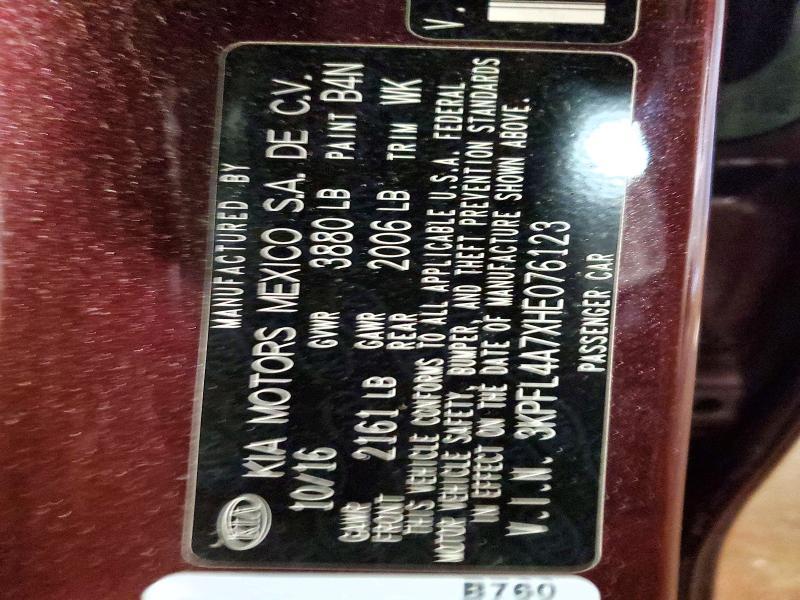 V.
KIA
MANUFACTURED BY
KIA MOTORS MEXICO S.A. DE C.V.
10/16 GVWR 3880 LB PAINT B4N
GAWR FRONT 2161 LB GAWR REAR 2006 LB TRIM WK
THIS VEHICLE CONFORMS TO ALL APPLICABLE U.S.A. FEDERAL
MOTOR VEHICLE SAFETY, BUMPER, AND THEFT PREVENTION STANDARDS
IN EFFECT ON THE DATE OF MANUFACTURE SHOWN ABOVE.
V.I.N. 3KPFL4A7XHE076123
PASSENGER CAR
B760